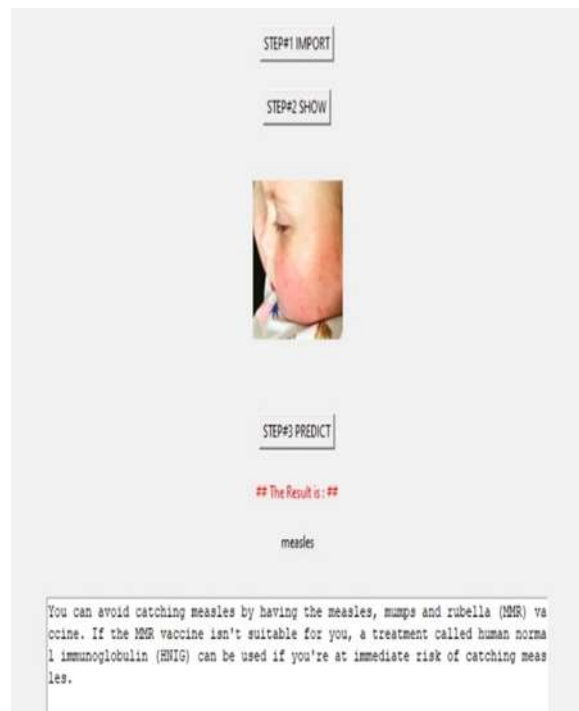 STEP#1 IMPORT
STEP#2 SHOW
STEP#3 PREDICT
## The Result is : ##
measles
You can avoid catching measles by having the measles, mumps and rubella (MMR) va
ccine. If the MMR vaccine isn't suitable for you, a treatment called human norma
l immunoglobulin (HNIG) can be used if you're at immediate risk of catching meas
les.